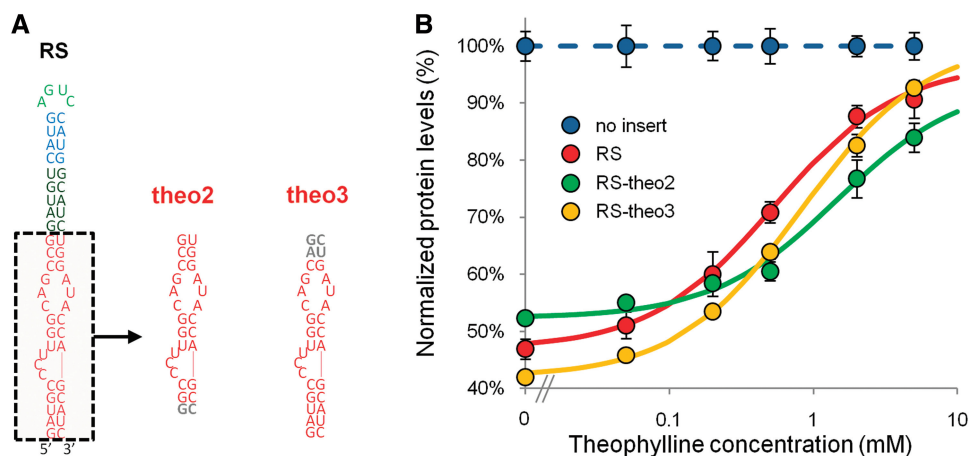 A
RS
G U
A C
GC
UA
AU
CG
UG
GC
UA
AU
GC
GU
CG
CG
G A
A U
C A
GC
GC
UA
U
C
C
CG
GC
UA
AU
GC
5' 3'
theo2
GU
CG
CG
G A
A U
C A
GC
GC
UA
U
C
C
CG
GC
GC
theo3
GC
AU
CG
G A
A U
C A
GC
GC
UA
U
C
C
CG
GC
UA
AU
GC
B
Normalized protein levels (%)
100%
90%
80%
70%
60%
50%
40%
no insert
RS
RS-theo2
RS-theo3
0 0.1 1 10
Theophylline concentration (mM)